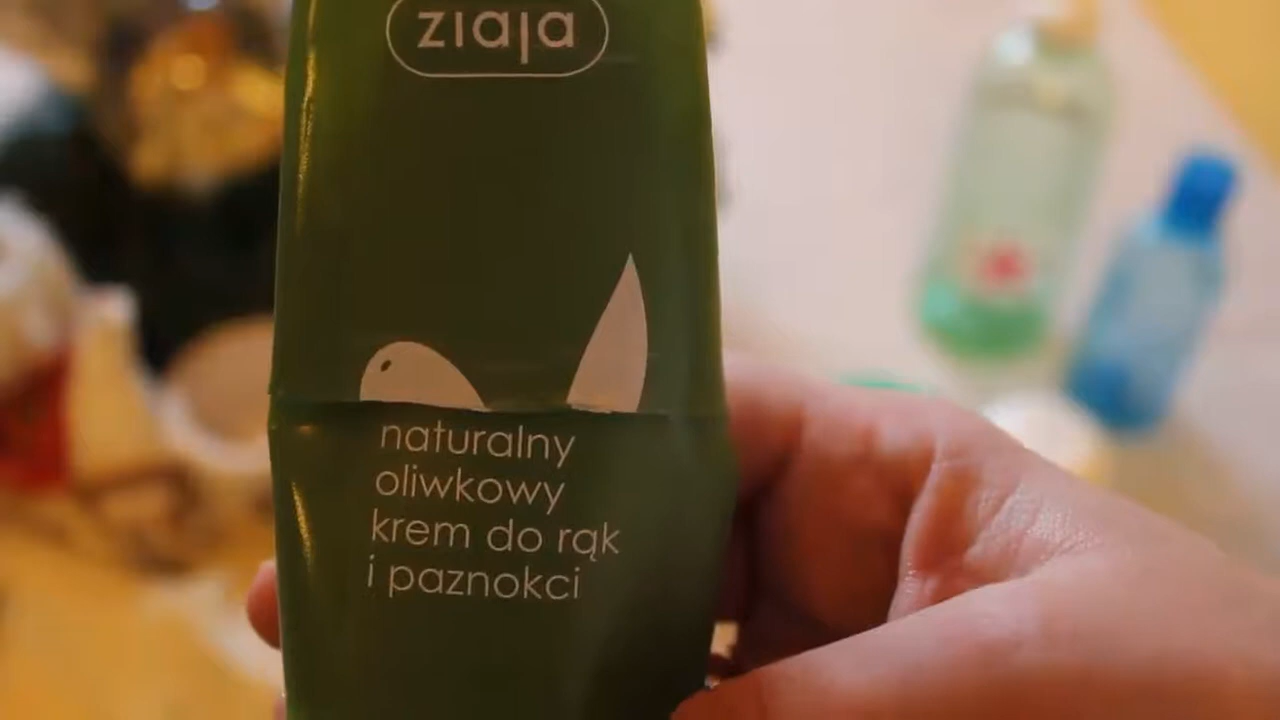 ziaja
naturalny
oliwkowy
krem do rąk
i paznokci